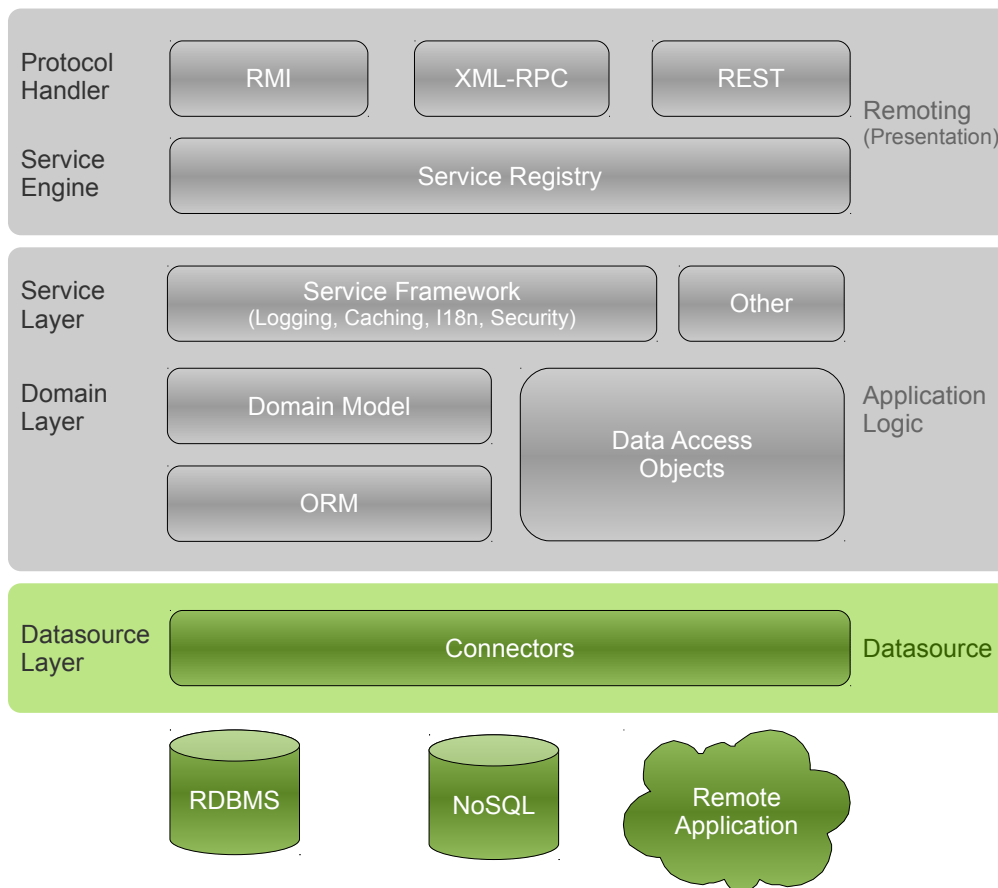 Protocol
Handler
RMI
XML-RPC
REST
Remoting
(Presentation)
Service
Engine
Service Registry
Service
Layer
Service Framework
(Logging, Caching, I18n, Security)
Other
Domain
Layer
Domain Model
Data Access
Objects
Application
Logic
ORM
Datasource
Layer
Connectors
Datasource
RDBMS
NoSQL
Remote
Application